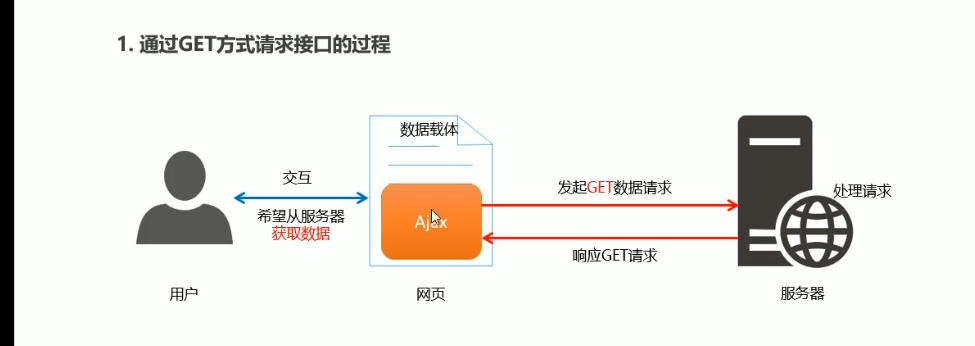 1. 通过GET方式请求接口的过程
数据载体
交互
希望从服务器
获取数据
Ajax
发起GET数据请求
响应GET请求
处理请求
用户
网页
服务器